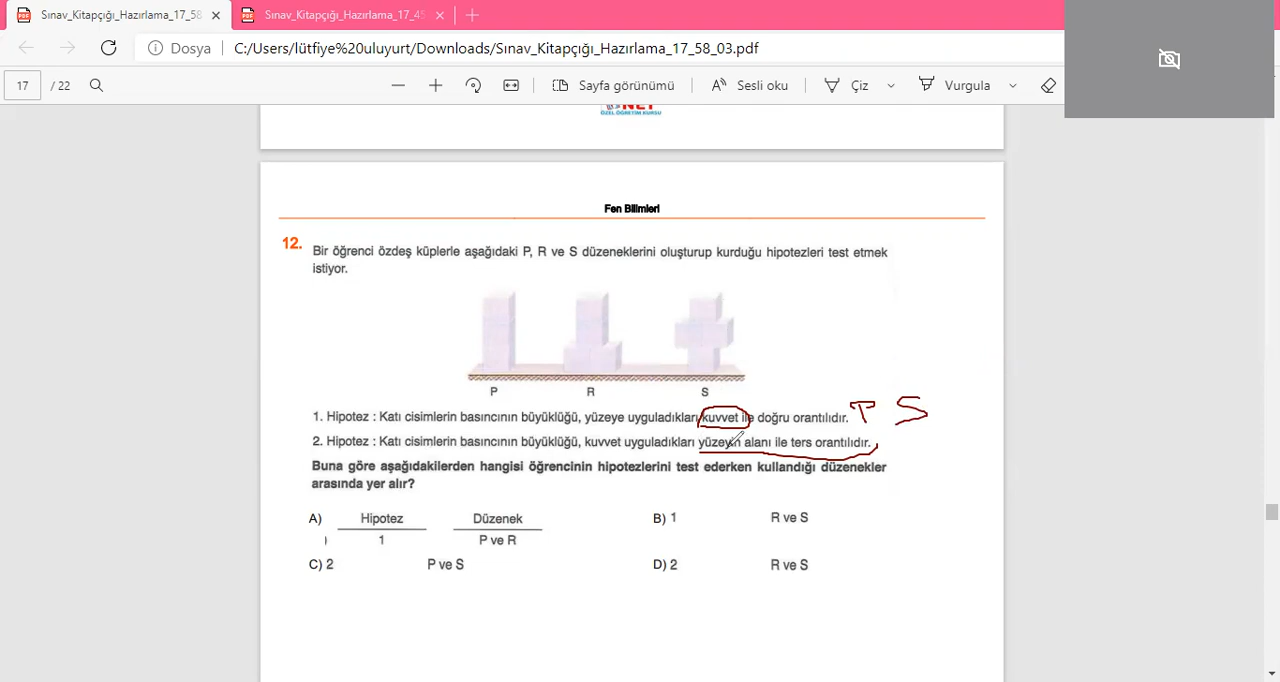 Sınav_Kitapçığı_Hazırlama_17_58
Sınav_Kitapçığı_Hazırlama_17_45
Dosya
C:/Users/lütfiye%20uluyurt/Downloads/Sınav_Kitapçığı_Hazırlama_17_58_03.pdf
17 / 22
Sayfa görünümü
Sesli oku
Çiz
Vurgula
ÖZEL ÖĞRETİM KURSU
Fen Bilimleri
12.
Bir öğrenci özdeş küplerle aşağıdaki P, R ve S düzeneklerini oluşturup kurduğu hipotezleri test etmek
istiyor.
P R S
1. Hipotez : Katı cisimlerin basıncının büyüklüğü, yüzeye uyguladıkları kuvvet ile doğru orantılıdır. P S
2. Hipotez : Katı cisimlerin basıncının büyüklüğü, kuvvet uyguladıkları yüzeyin alanı ile ters orantılıdır.
Buna göre aşağıdakilerden hangisi öğrencinin hipotezlerini test ederken kullandığı düzenekler
arasında yer alır?
A) Hipotez Düzenek
) 1 P ve R
B) 1 R ve S
C) 2 P ve S
D) 2 R ve S